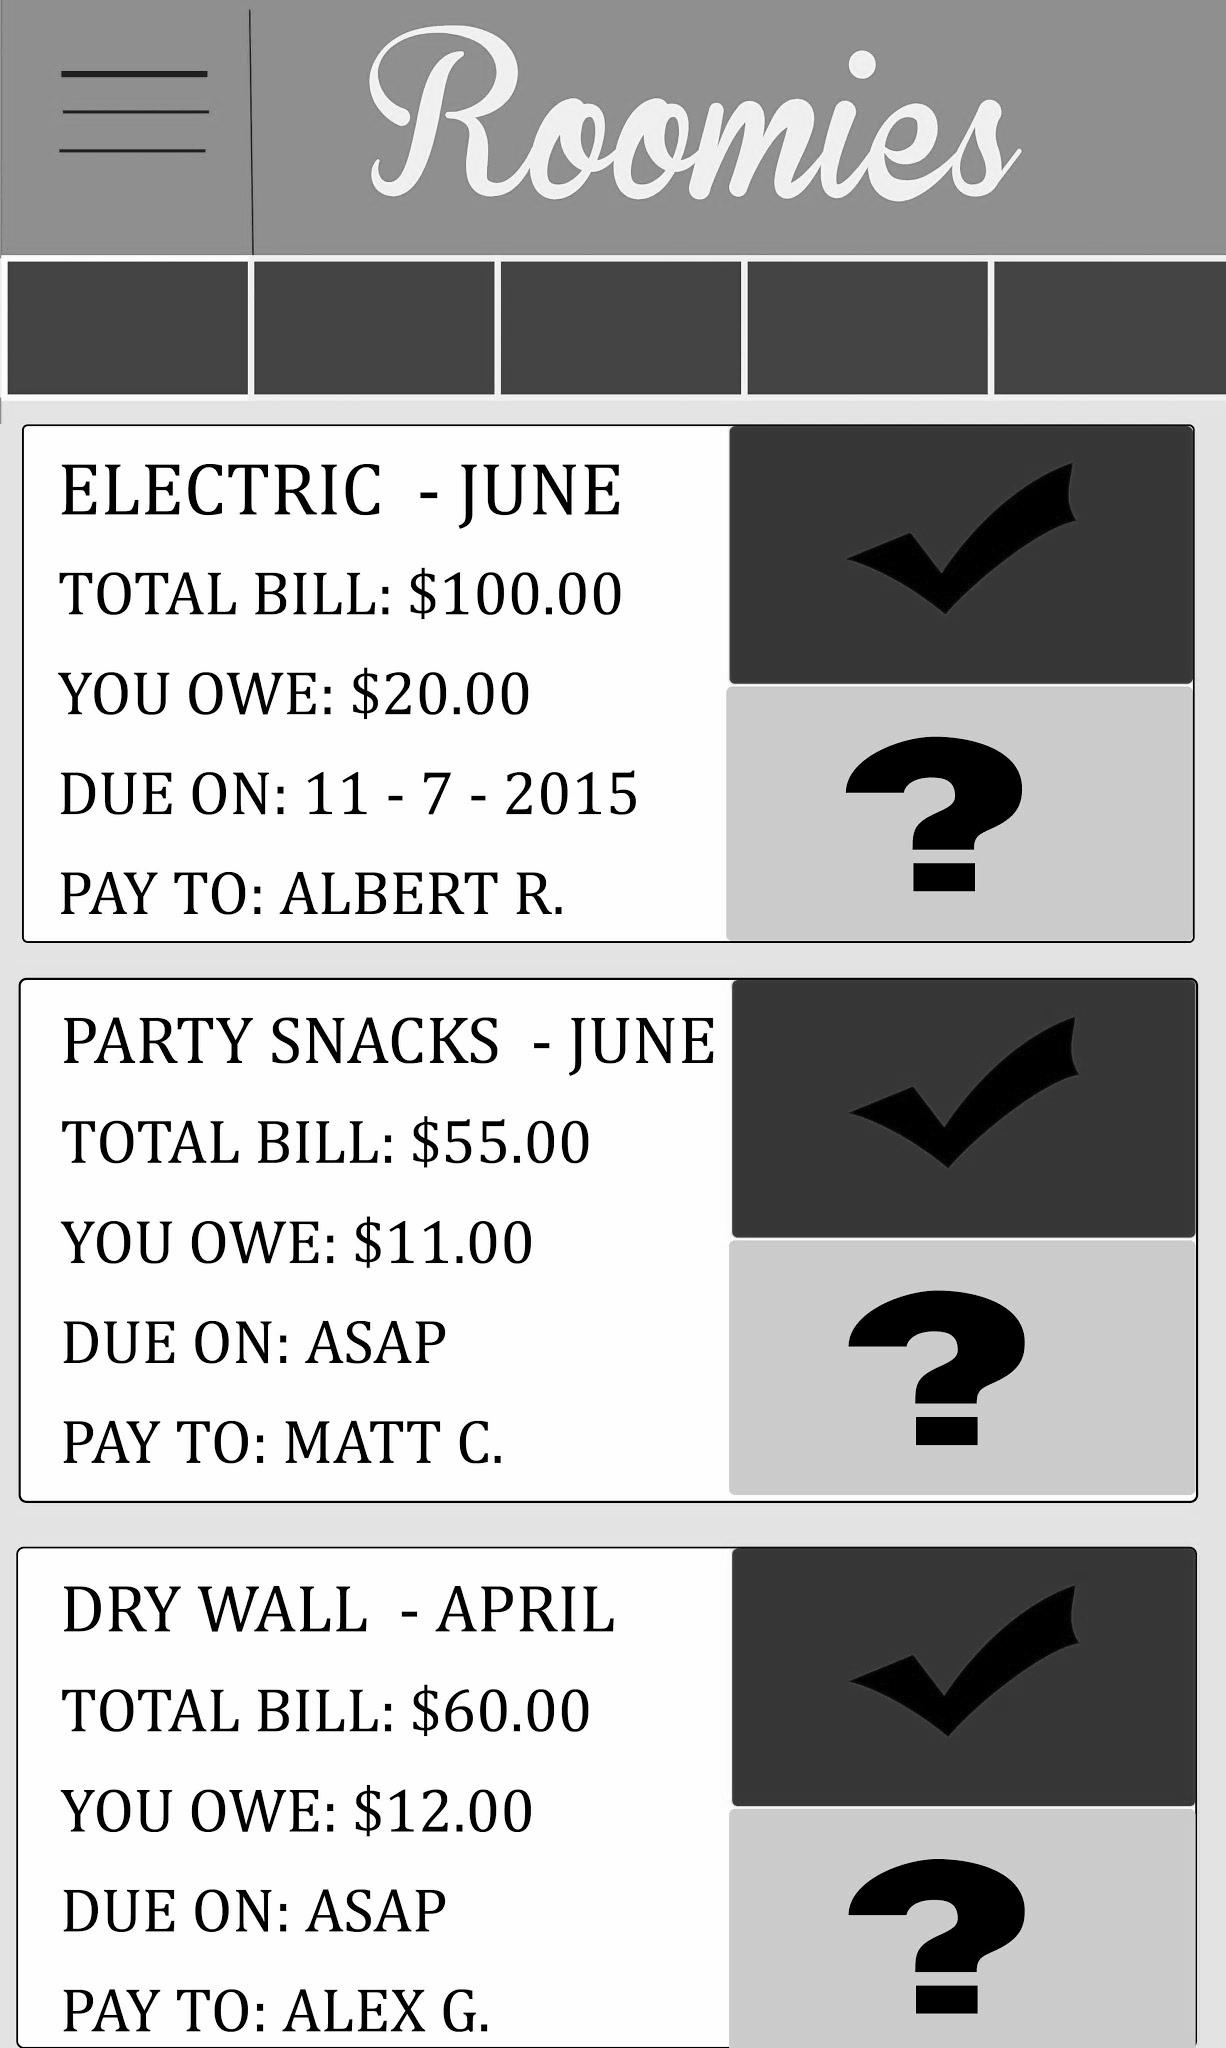 Roomies
ELECTRIC - JUNE
TOTAL BILL: $100.00
YOU OWE: $20.00
DUE ON: 11 - 7 - 2015
PAY TO: ALBERT R.
?
PARTY SNACKS - JUNE
TOTAL BILL: $55.00
YOU OWE: $11.00
DUE ON: ASAP
PAY TO: MATT C.
?
DRY WALL - APRIL
TOTAL BILL: $60.00
YOU OWE: $12.00
DUE ON: ASAP
PAY TO: ALEX G.
?